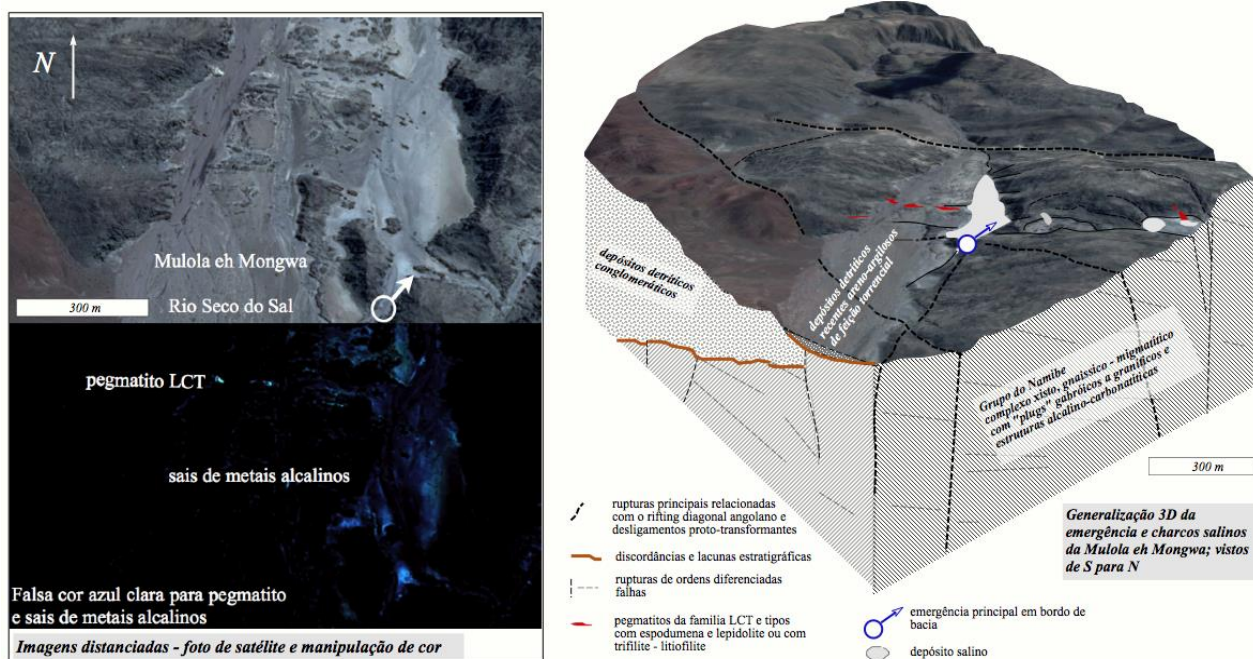 N
Mulola eh Mongwa
300 m
Rio Seco do Sal
pegmatito LCT
sais de metais alcalinos
Falsa cor azul clara para pegmatito
e sais de metais alcalinos
Imagens distanciadas - foto de satélite e manipulação de cor
depósitos detríticos
conglomeráticos
depósitos detríticos
recentes areno-argilosos
de feição torrencial
Grupo do Namibe
complexo xisto, gnaissico - migmatítico
com "plugs" gabróicos a graníficos e
estruturas alcalino-carbonatíticas
300 m
rupturas principais relacionadas
com o rifting diagonal angolano e
desligamentos proto-transformantes
discordâncias e lacunas estratigráficas
rupturas de ordens diferenciadas
falhas
pegmatitos da família LCT e tipos
com espodumena e lepidolite ou com
trifilite - litiofilite
Generalização 3D da
emergência e charcos salinos
da Mulola eh Mongwa; vistos
de S para N
emergência principal em bordo de
bacia
depósito salino